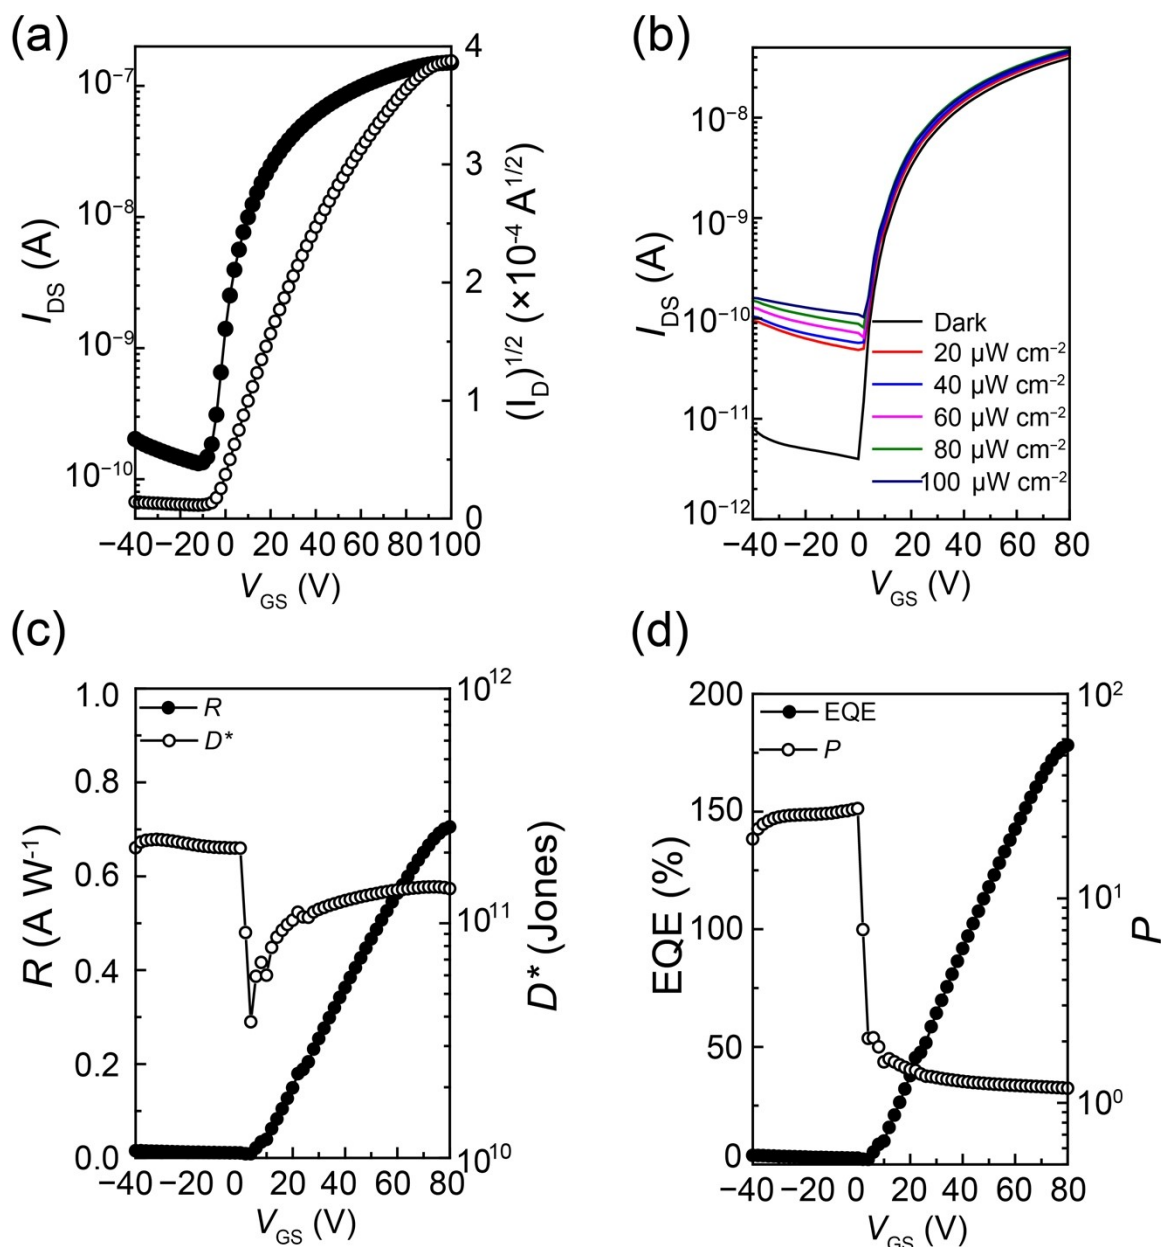 (a)
10⁻⁷
10⁻⁸
10⁻⁹
10⁻¹⁰
I_DS (A)
4
3
2
1
0
(I_D)^1/2 (×10⁻⁴ A^1/2)
−40 −20 0 20 40 60 80 100
V_GS (V)
(b)
10⁻⁸
10⁻⁹
10⁻¹⁰
10⁻¹¹
10⁻¹²
I_DS (A)
Dark
20 µW cm⁻²
40 µW cm⁻²
60 µW cm⁻²
80 µW cm⁻²
100 µW cm⁻²
−40 −20 0 20 40 60 80
V_GS (V)
(c)
1.0
0.8
0.6
0.4
0.2
0.0
R (A W⁻¹)
R
D*
10¹²
10¹¹
10¹⁰
D* (Jones)
−40 −20 0 20 40 60 80
V_GS (V)
(d)
200
150
100
50
0
EQE (%)
EQE
P
10²
10¹
10⁰
P
−40 −20 0 20 40 60 80
V_GS (V)